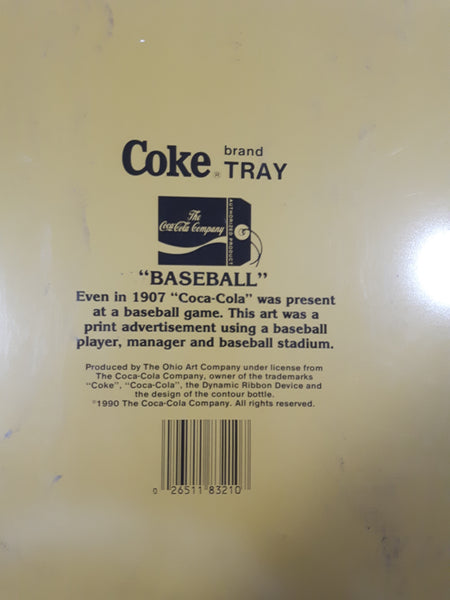 Coke® brand
TRAY
The
Coca-Cola Company
AUTHORIZED PRODUCT
"BASEBALL"
Even in 1907 "Coca-Cola" was present
at a baseball game. This art was a
print advertisement using a baseball
player, manager and baseball stadium.
Produced by The Ohio Art Company under license from
The Coca-Cola Company, owner of the trademarks
"Coke", "Coca-Cola", the Dynamic Ribbon Device and
the design of the contour bottle.
©1990 The Coca-Cola Company. All rights reserved.
0 26511 83210